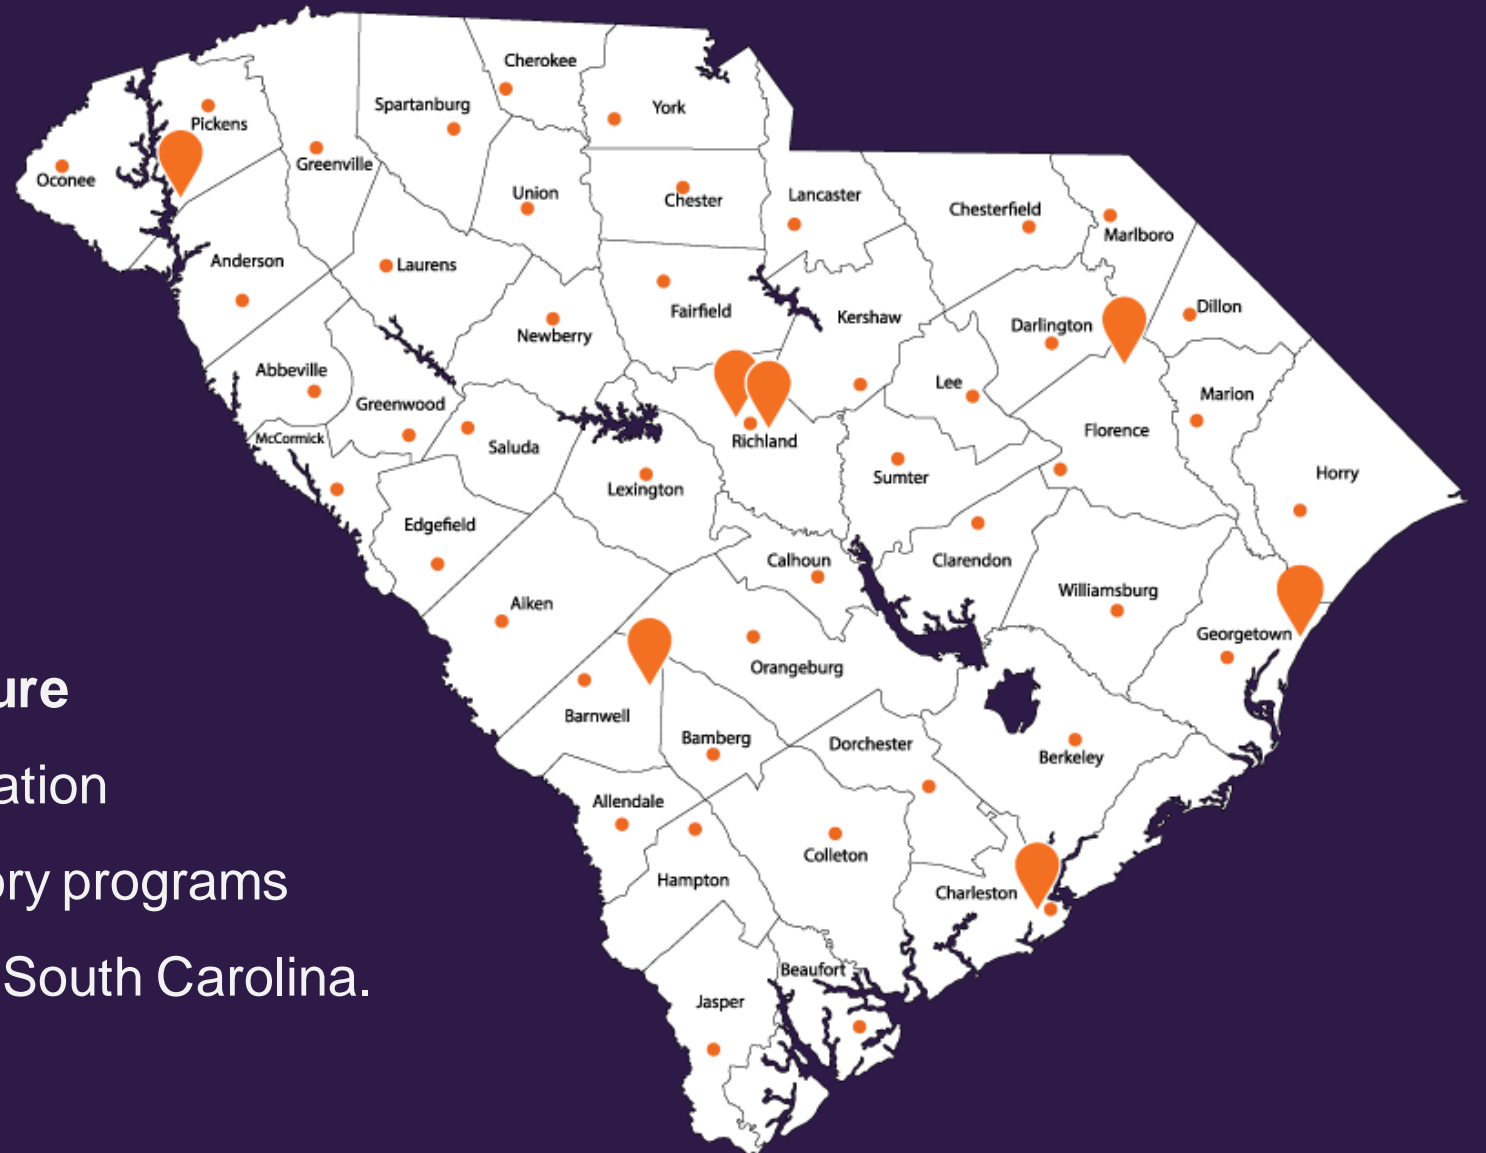 Cherokee
York
Spartanburg
Pickens
Greenville
Oconee
Union
Chester
Lancaster
Chesterfield
Marlboro
Anderson
Laurens
Fairfield
Kershaw
Darlington
Dillon
Newberry
Abbeville
Greenwood
Lee
Marion
McCormick
Saluda
Richland
Florence
Lexington
Sumter
Horry
Edgefield
Calhoun
Clarendon
Williamsburg
Aiken
Georgetown
Orangeburg
Barnwell
Bamberg
Dorchester
Berkeley
Allendale
Colleton
Hampton
Charleston
Beaufort
Jasper
ure
ation
ory programs
South Carolina.